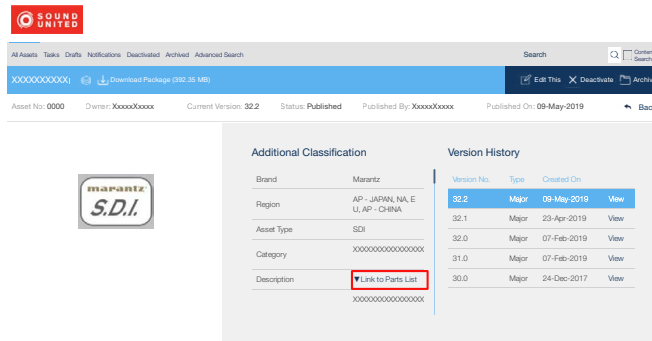 SOUND
UNITED
All Assets Tasks Drafts Notifications Deactivated Archived Advanced Search Search Conten
Search
XXXXXXXXXX| Download Package (392.35 MB) Edit This Deactivate Archiv
Asset No: 0000 Owner: XxxxxXxxxx Current Version: 32.2 Status: Published Published By: XxxxxXxxxx Published On: 09-May-2019 Bac
Additional Classification
Brand Marantz
Region AP - JAPAN, NA, E
U, AP - CHINA
Asset Type SDI
Category XXXXXXXXXXXXXXX
Description ▼Link to Parts List
XXXXXXXXXXXXXXX
Version History
Version No. Type Created On
32.2 Major 09-May-2019 View
32.1 Major 23-Apr-2019 View
32.0 Major 07-Feb-2019 View
31.0 Major 07-Feb-2019 View
30.0 Major 24-Dec-2017 View
marantz
S.D.I.